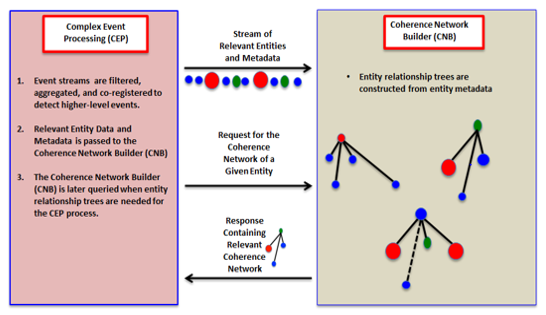 Complex Event
Processing (CEP)
1. Event streams are filtered,
aggregated, and co-registered to
detect higher-level events.
2. Relevant Entity Data and
Metadata is passed to the
Coherence Network Builder (CNB)
3. The Coherence Network Builder
(CNB) is later queried when entity
relationship trees are needed for
the CEP process.
Stream of
Relevant Entities
and Metadata
Request for the
Coherence
Network of a
Given Entity
Response
Containing
Relevant
Coherence
Network
Coherence Network
Builder (CNB)
• Entity relationship trees are
constructed from entity metadata